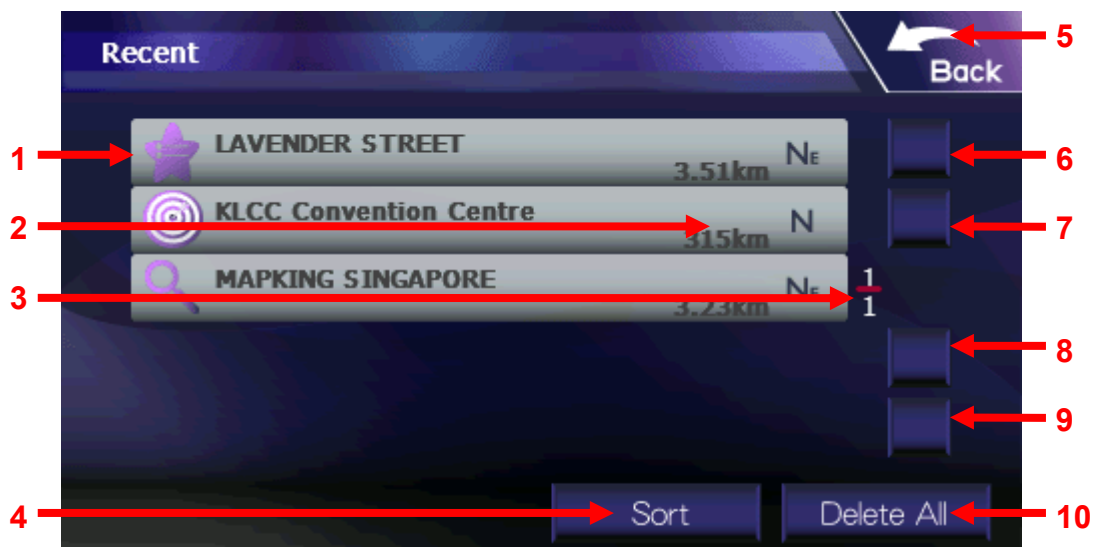 5
Recent
Back
1
LAVENDER STREET
3.51km
NE
6
2
KLCC Convention Centre
315km
N
7
3
MAPKING SINGAPORE
3.23km
NE
1
1
8
9
4
Sort
Delete All
10